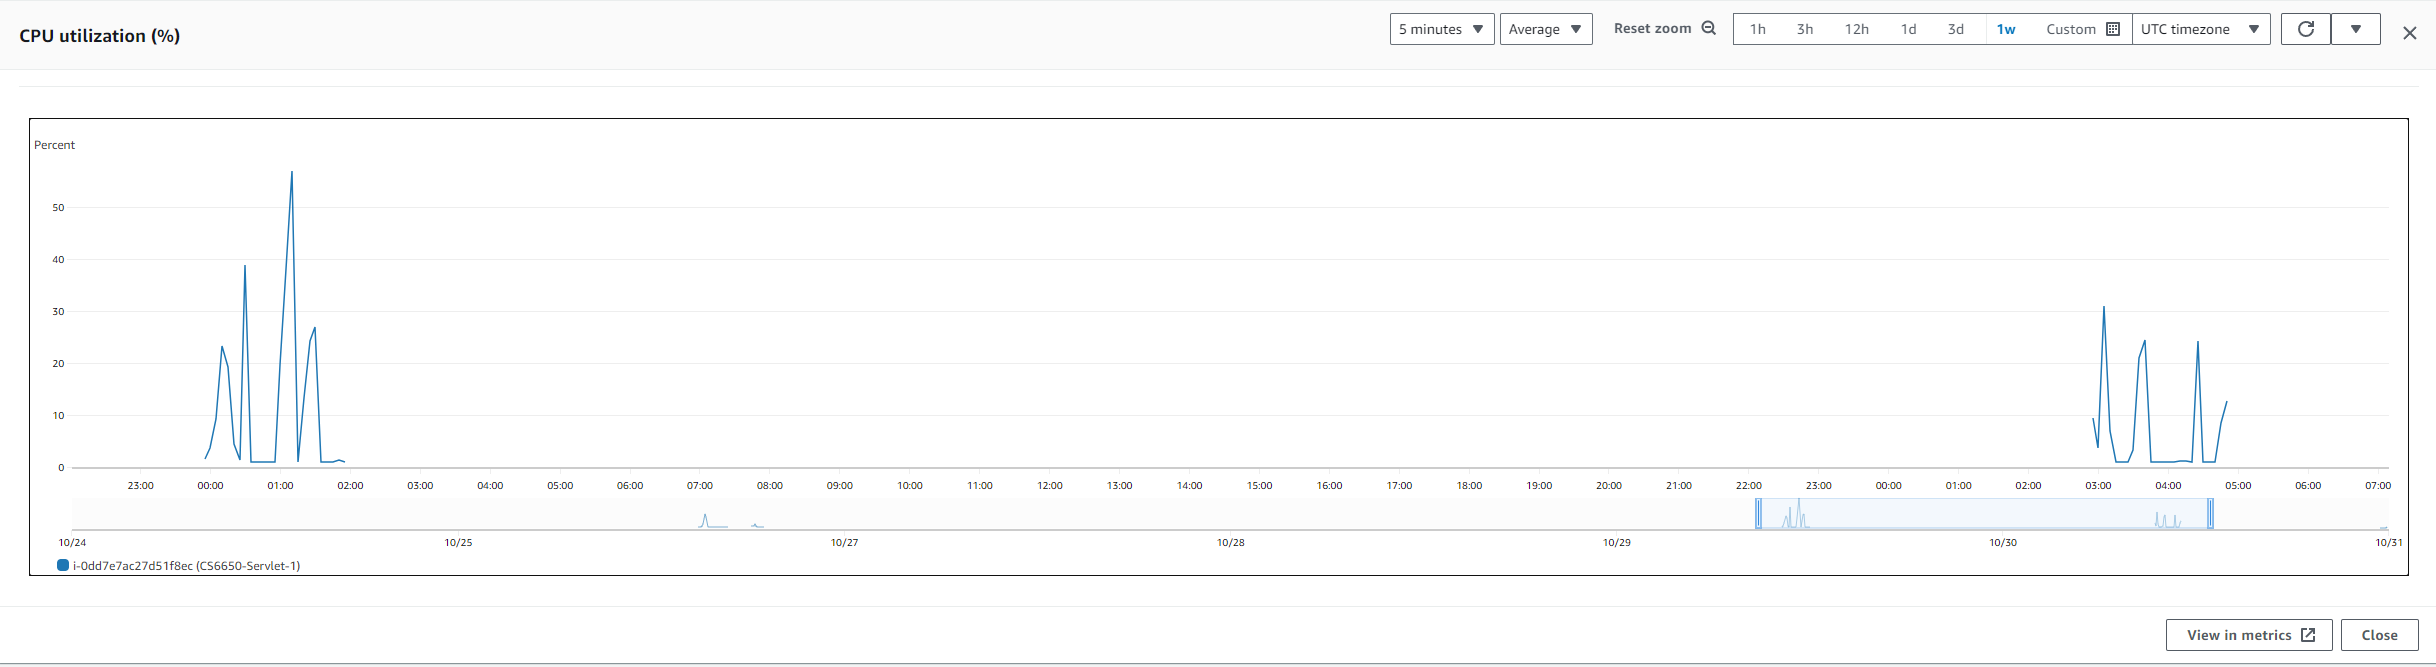 CPU utilization (%)
5 minutes Average Reset zoom 1h 3h 12h 1d 3d 1w Custom UTC timezone
Percent
50
40
30
20
10
0
23:00 00:00 01:00 02:00 03:00 04:00 05:00 06:00 07:00 08:00 09:00 10:00 11:00 12:00 13:00 14:00 15:00 16:00 17:00 18:00 19:00 20:00 21:00 22:00 23:00 00:00 01:00 02:00 03:00 04:00 05:00 06:00 07:00
10/24 10/25 10/27 10/28 10/29 10/30 10/31
i-0dd7e7ac27d51f8ec (CS6650-Servlet-1)
View in metrics Close